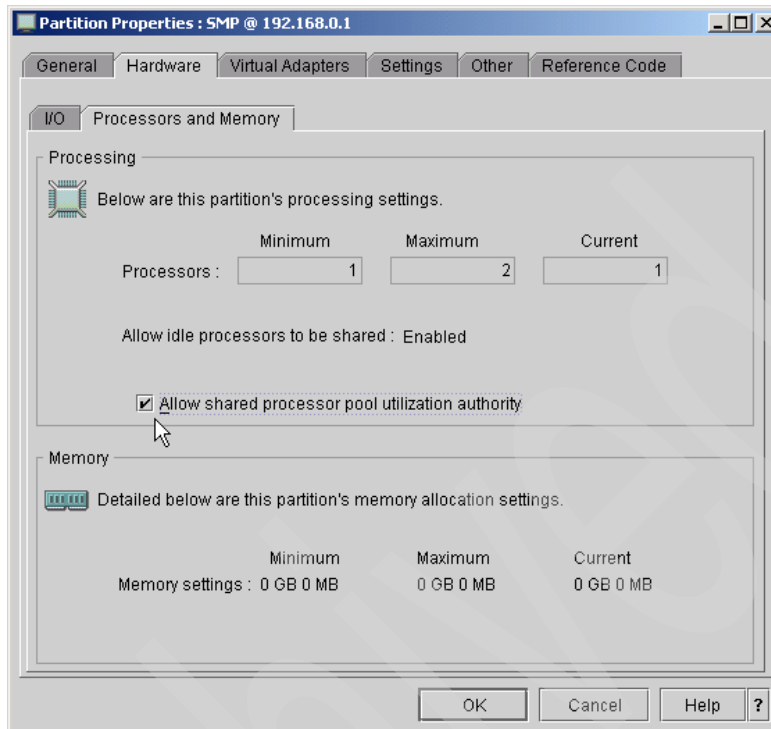 Partition Properties : SMP @ 192.168.0.1
General Hardware Virtual Adapters Settings Other Reference Code
I/O Processors and Memory
Processing
Below are this partition's processing settings.
Minimum Maximum Current
Processors : 1 2 1
Allow idle processors to be shared : Enabled
Allow shared processor pool utilization authority
Memory
Detailed below are this partition's memory allocation settings.
Minimum Maximum Current
Memory settings : 0 GB 0 MB 0 GB 0 MB 0 GB 0 MB
OK Cancel Help ?